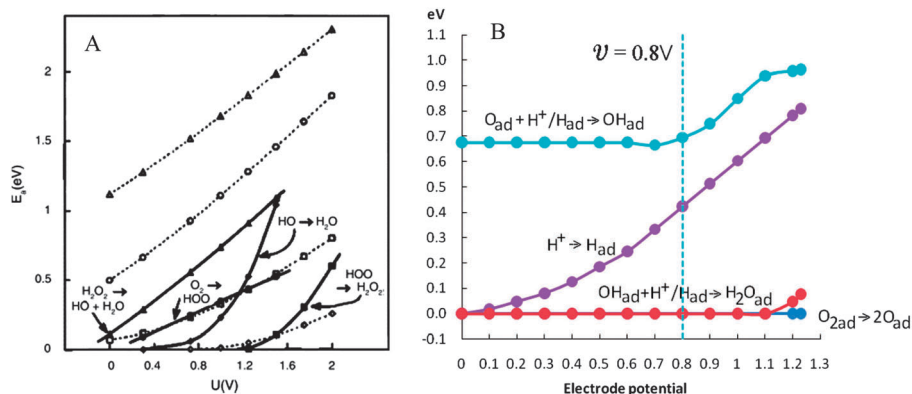 A
2
1.5
1
0.5
0
Ea(eV)
HO → H2O
H2O2 →
HO + H2O
O2 →
HOO
HOO
→ H2O2
0 0.4 0.8 1.2 1.6 2
U(V)
eV
B
1.1
1.0
0.9
0.8
0.7
0.6
0.5
0.4
0.3
0.2
0.1
0.0
-0.1
υ = 0.8V
Oad + H+/Had → OHad
H+ → Had
OHad + H+/Had → H2Oad
O2ad → 2Oad
0 0.1 0.2 0.3 0.4 0.5 0.6 0.7 0.8 0.9 1 1.1 1.2 1.3
Electrode potential